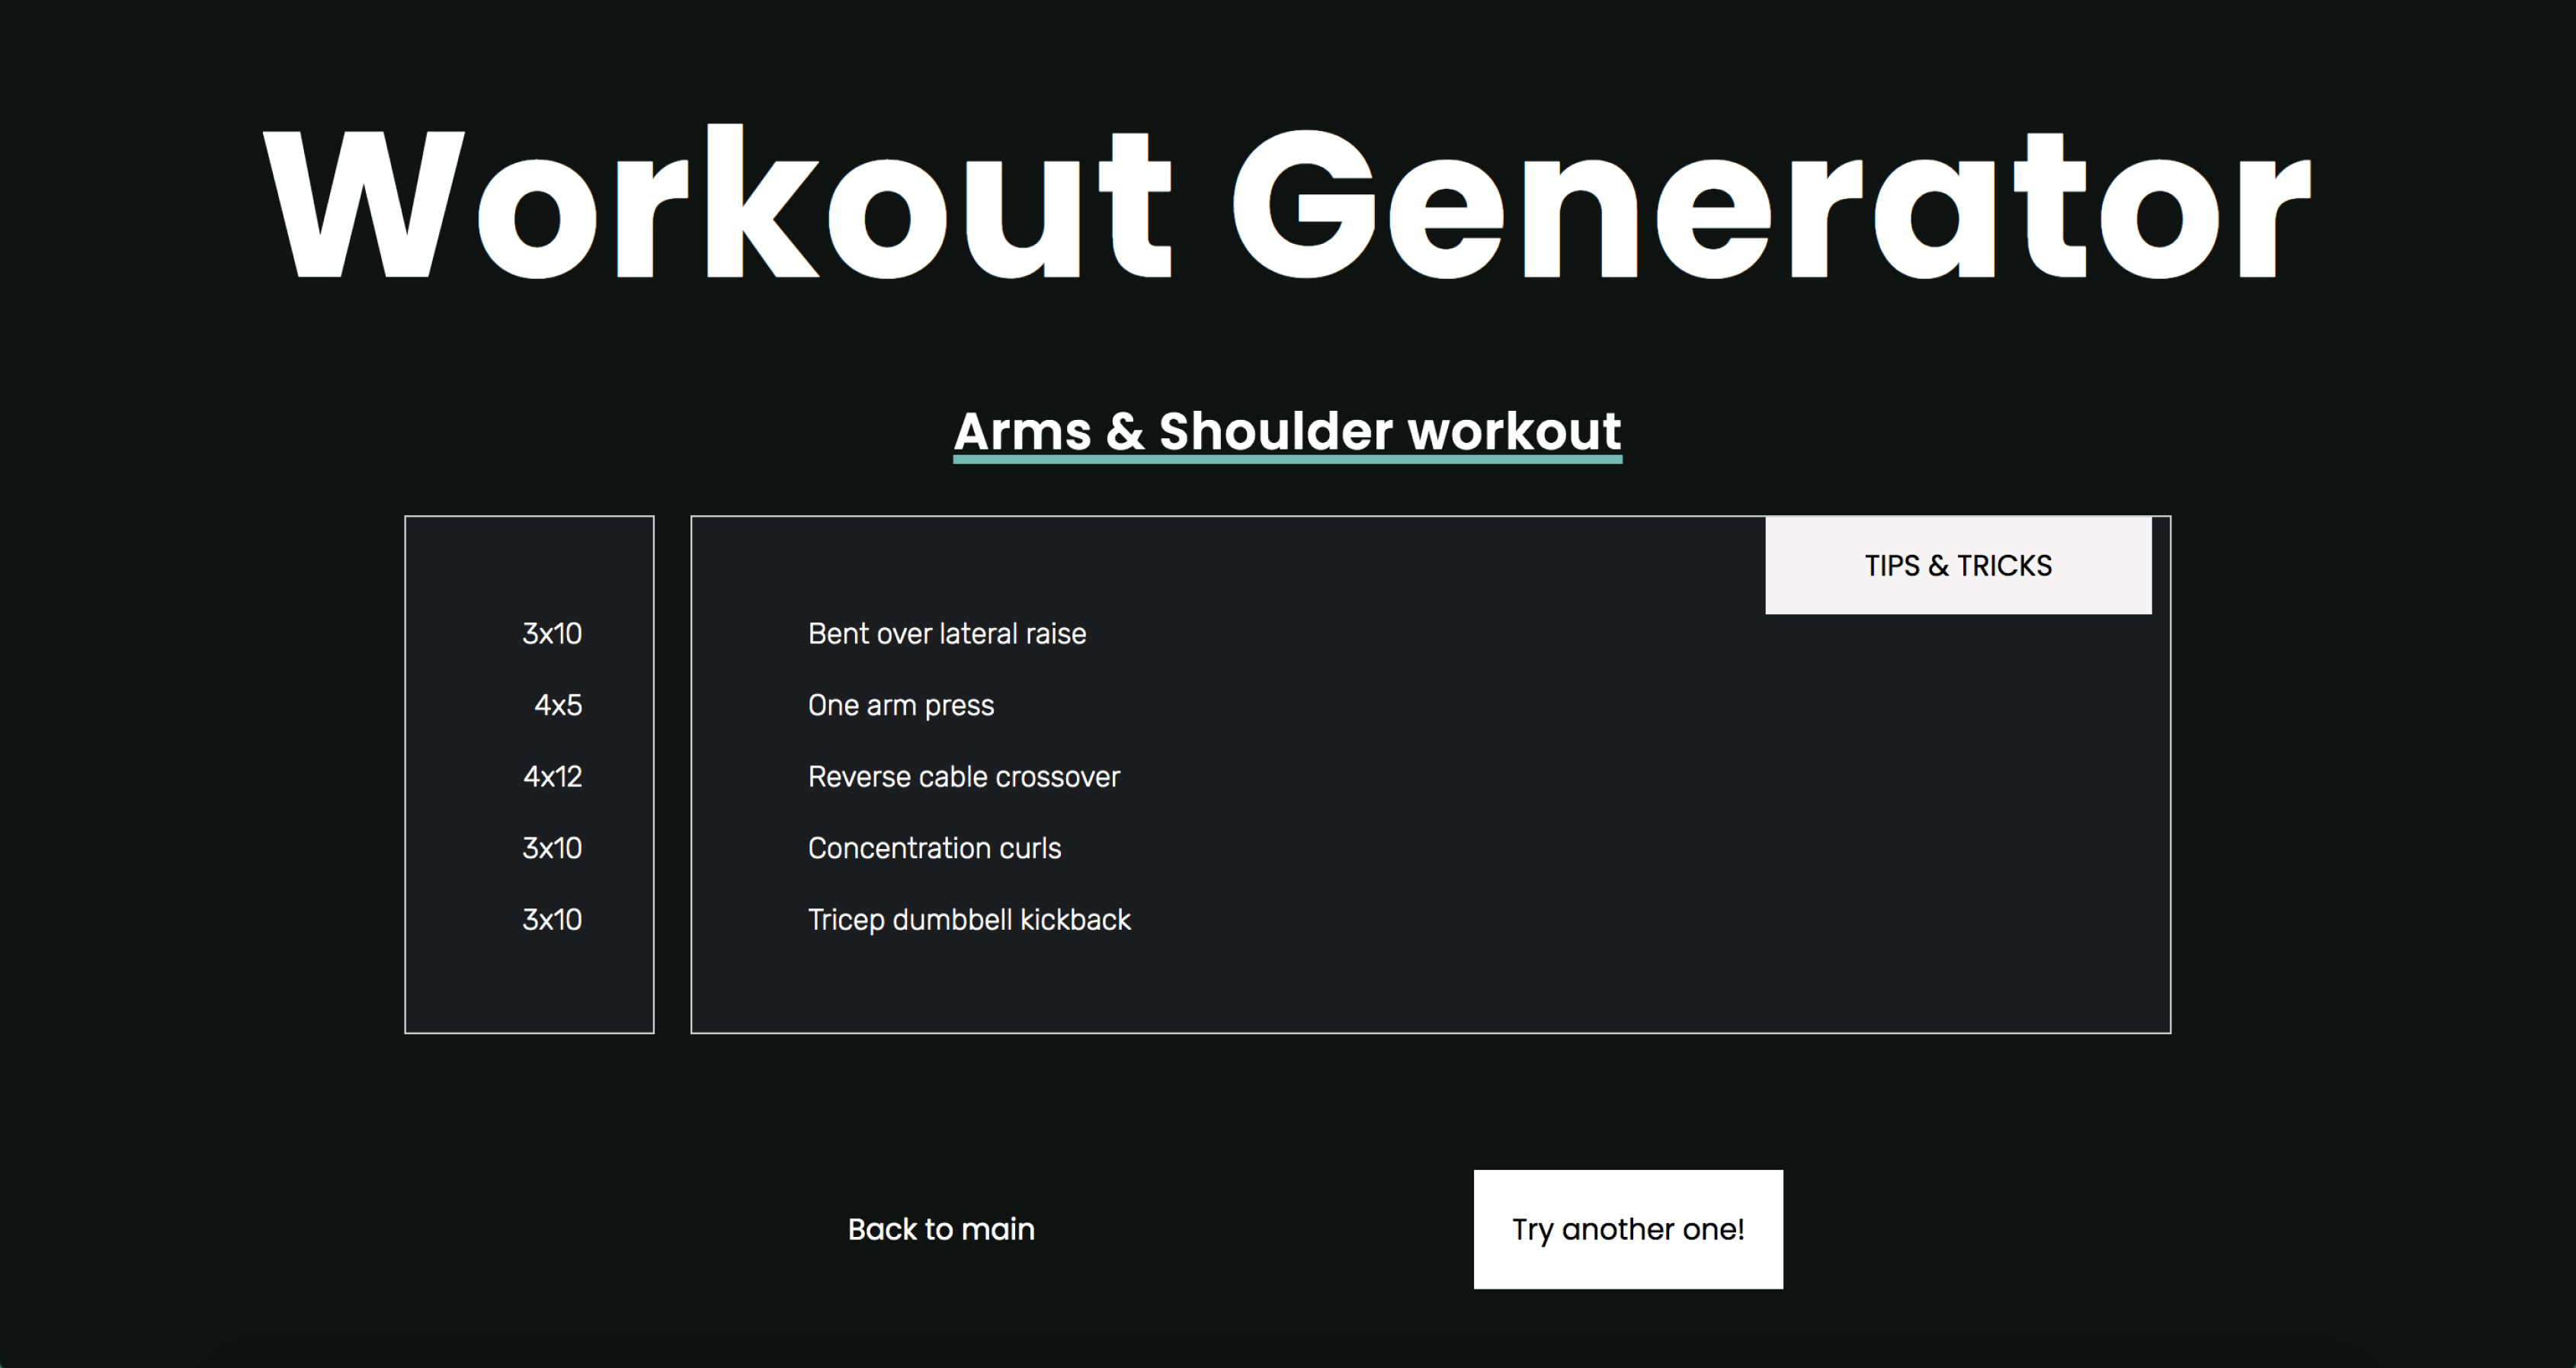 Workout Generator
Arms & Shoulder workout
TIPS & TRICKS
3x10 Bent over lateral raise
4x5 One arm press
4x12 Reverse cable crossover
3x10 Concentration curls
3x10 Tricep dumbbell kickback
Back to main
Try another one!